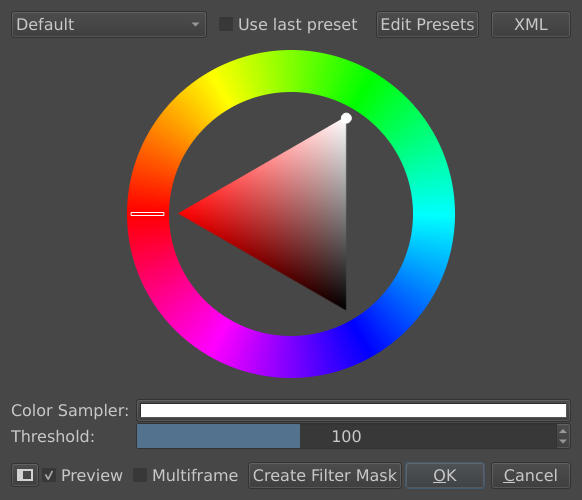 Default Use last preset Edit Presets XML
Color Sampler:
Threshold: 100
Preview Multiframe Create Filter Mask OK Cancel